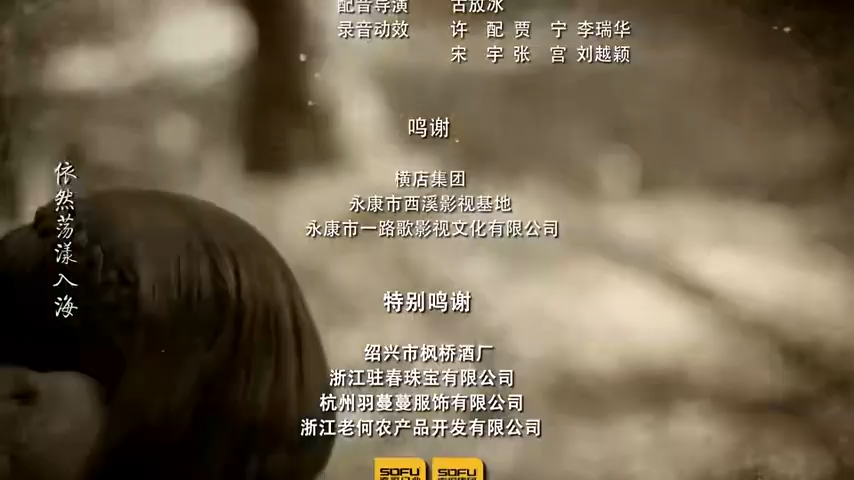 配音导演 古放冰
录音动效 许 配 贾 宁 李瑞华
宋 宇 张 宫 刘越颖
鸣谢
横店集团
永康市西溪影视基地
永康市一路歌影视文化有限公司
特别鸣谢
绍兴市枫桥酒厂
浙江驻春珠宝有限公司
杭州羽蔓蔓服饰有限公司
浙江老何农产品开发有限公司
依然荡漾入海
SOFU SOFU